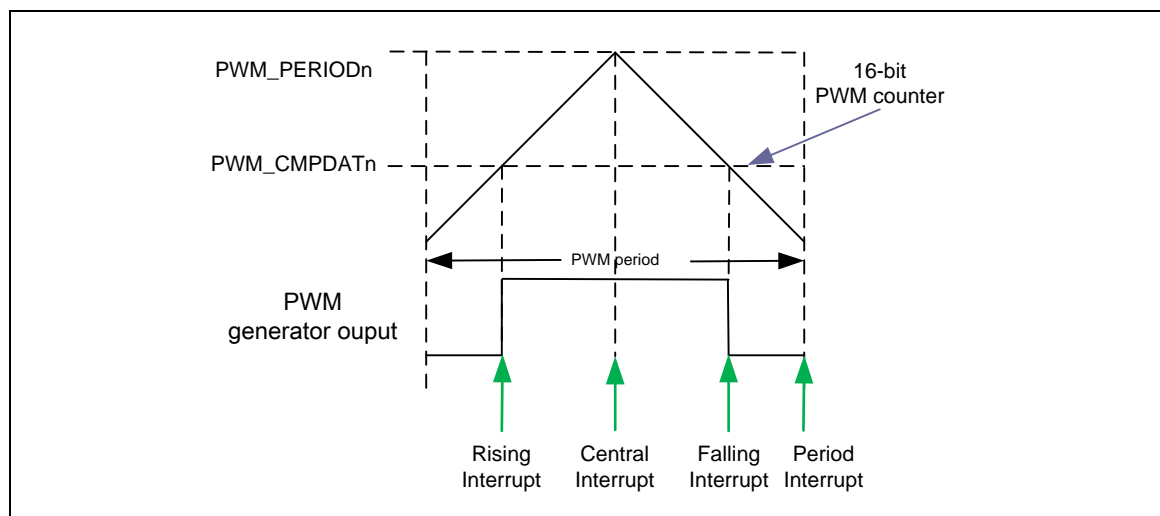 PWM_PERIODn
16-bit
PWM counter
PWM_CMPDATn
PWM period
PWM
generator ouput
Rising
Interrupt
Central
Interrupt
Falling
Interrupt
Period
Interrupt